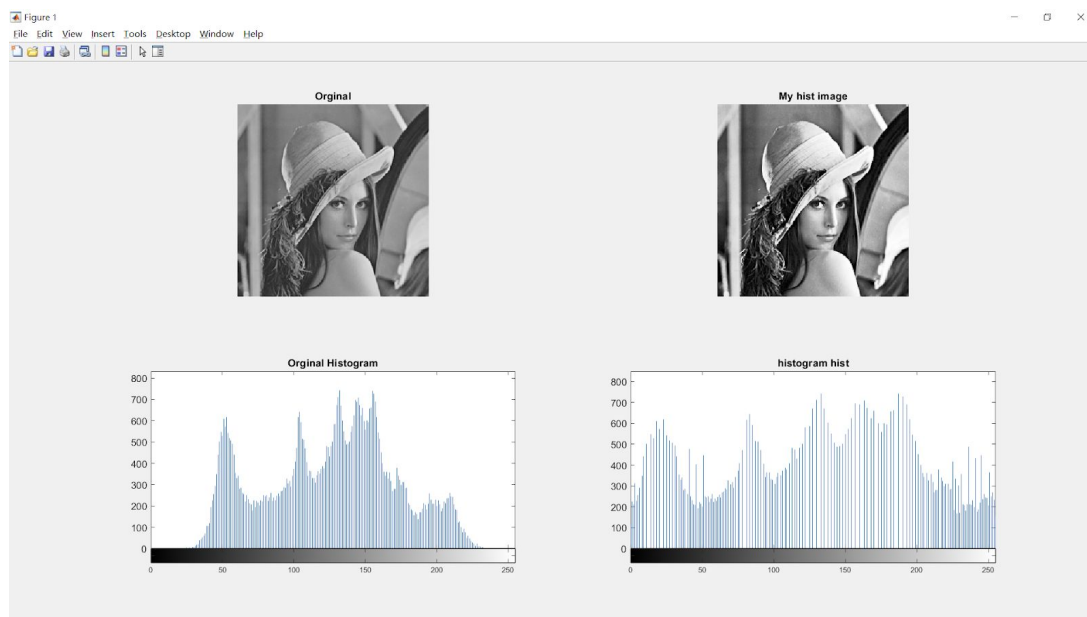 Figure 1
File Edit View Insert Tools Desktop Window Help
Orginal
My hist image
Orginal Histogram
800
700
600
500
400
300
200
100
0
0 50 100 150 200 250
histogram hist
800
700
600
500
400
300
200
100
0
0 50 100 150 200 250